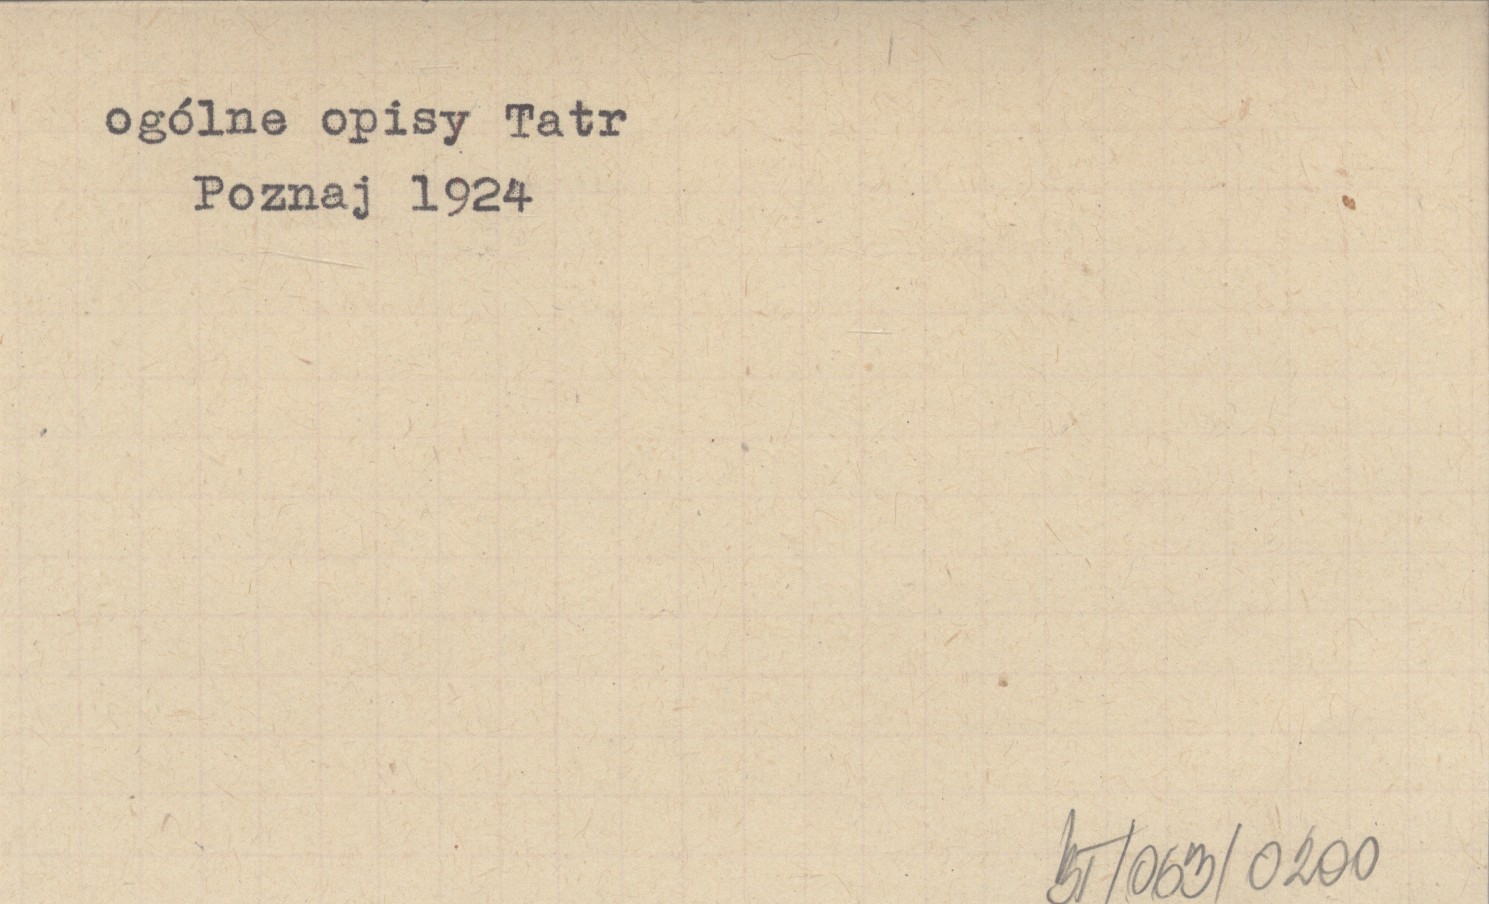 ogólne opisy Tatr
Poznaj 1924
BT/063/0200